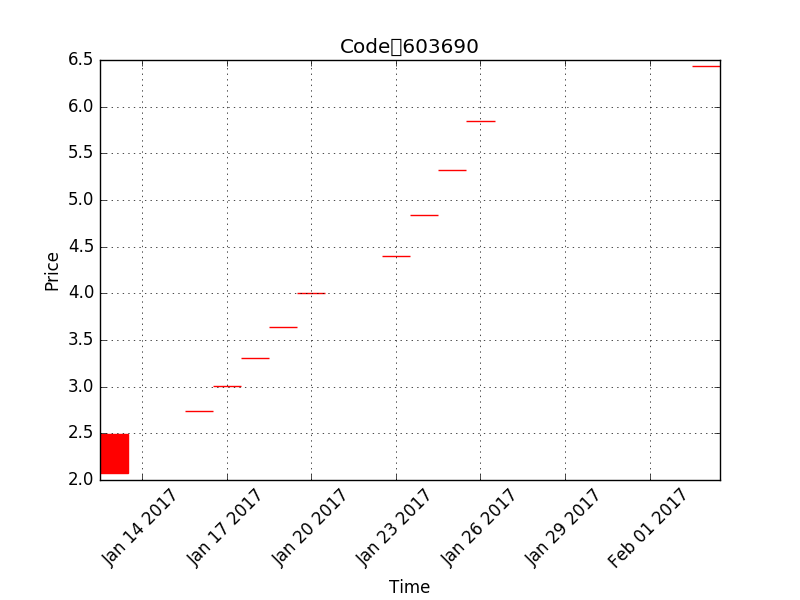 Code▯603690
6.5
6.0
5.5
5.0
4.5
4.0
3.5
3.0
2.5
2.0
Price
Jan 14 2017
Jan 17 2017
Jan 20 2017
Jan 23 2017
Jan 26 2017
Jan 29 2017
Feb 01 2017
Time